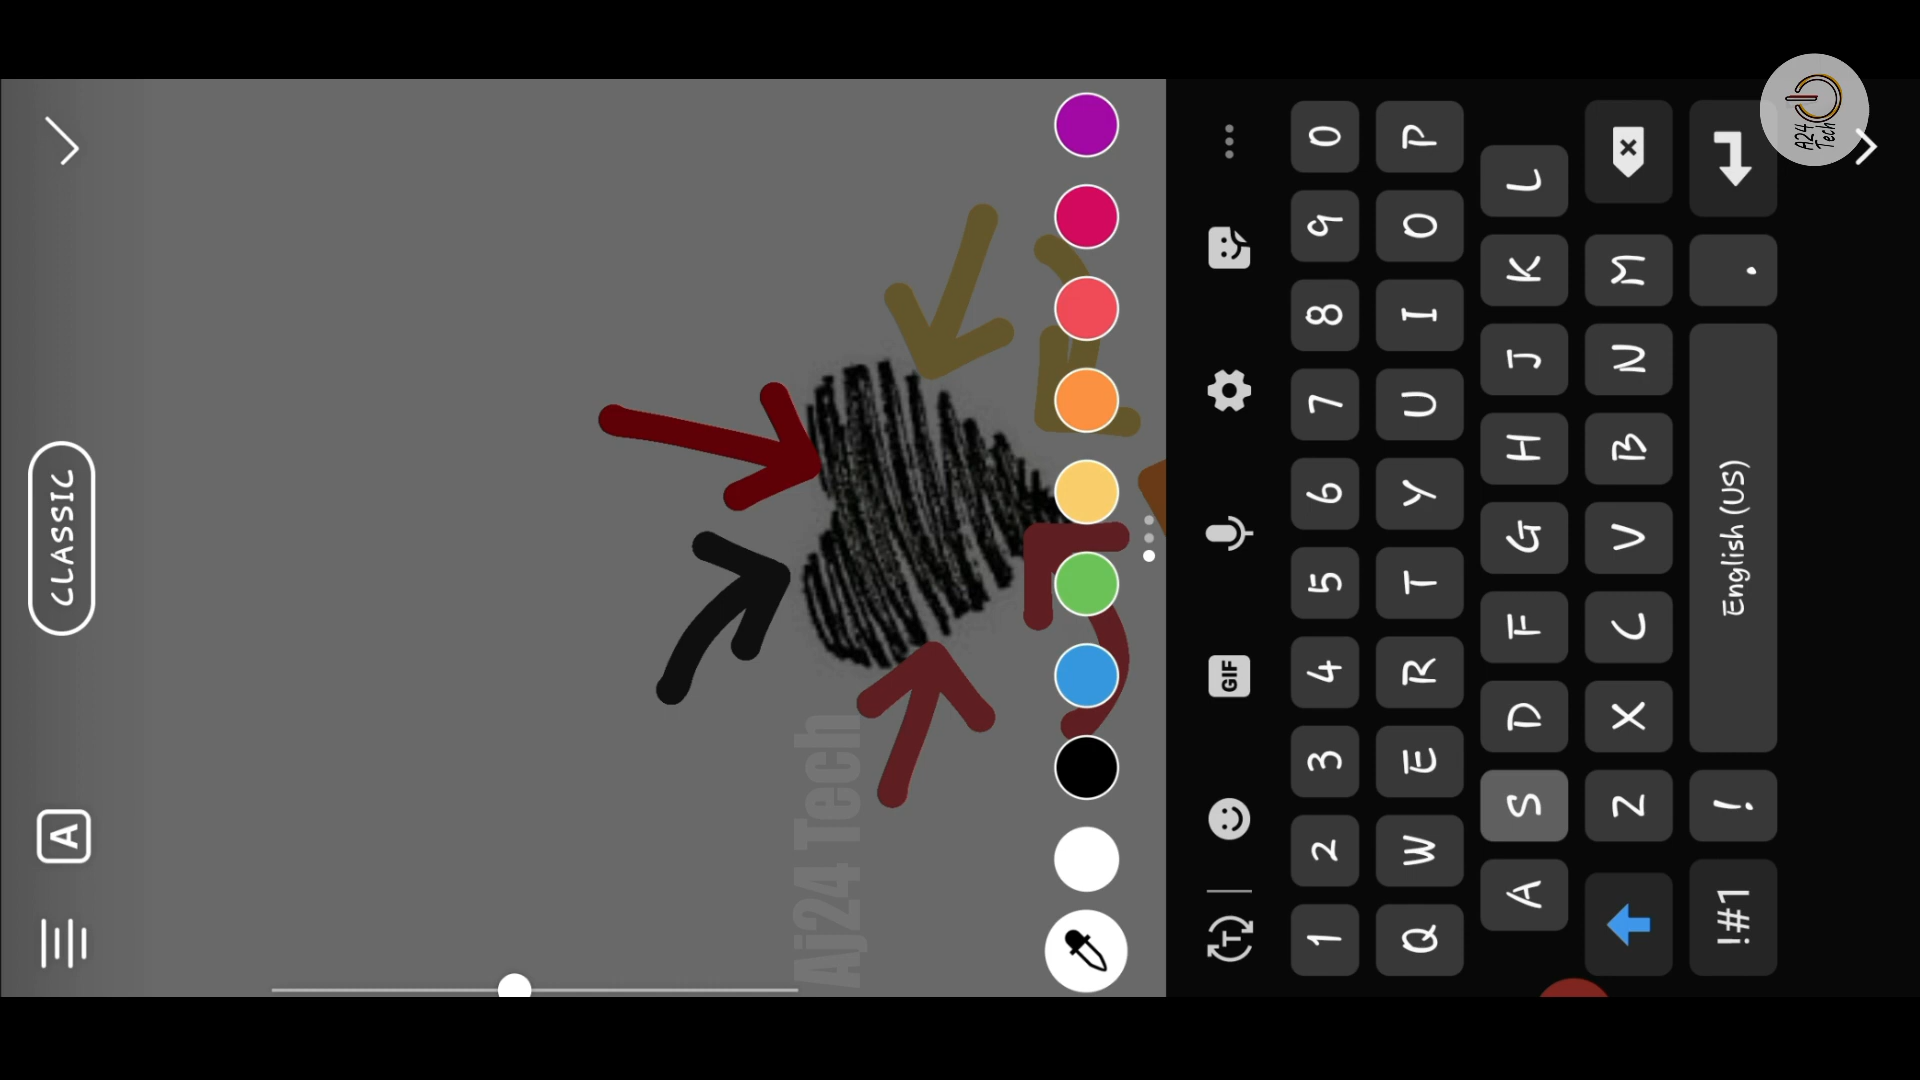 CLASSIC
A
Aj24 Tech
T
GIF
1 2 3 4 5 6 7 8 9 0
Q W E R T Y U I O P
A S D F G H J K L
Z X C V B N M
!#1 ! English (US) .
A24
Tech